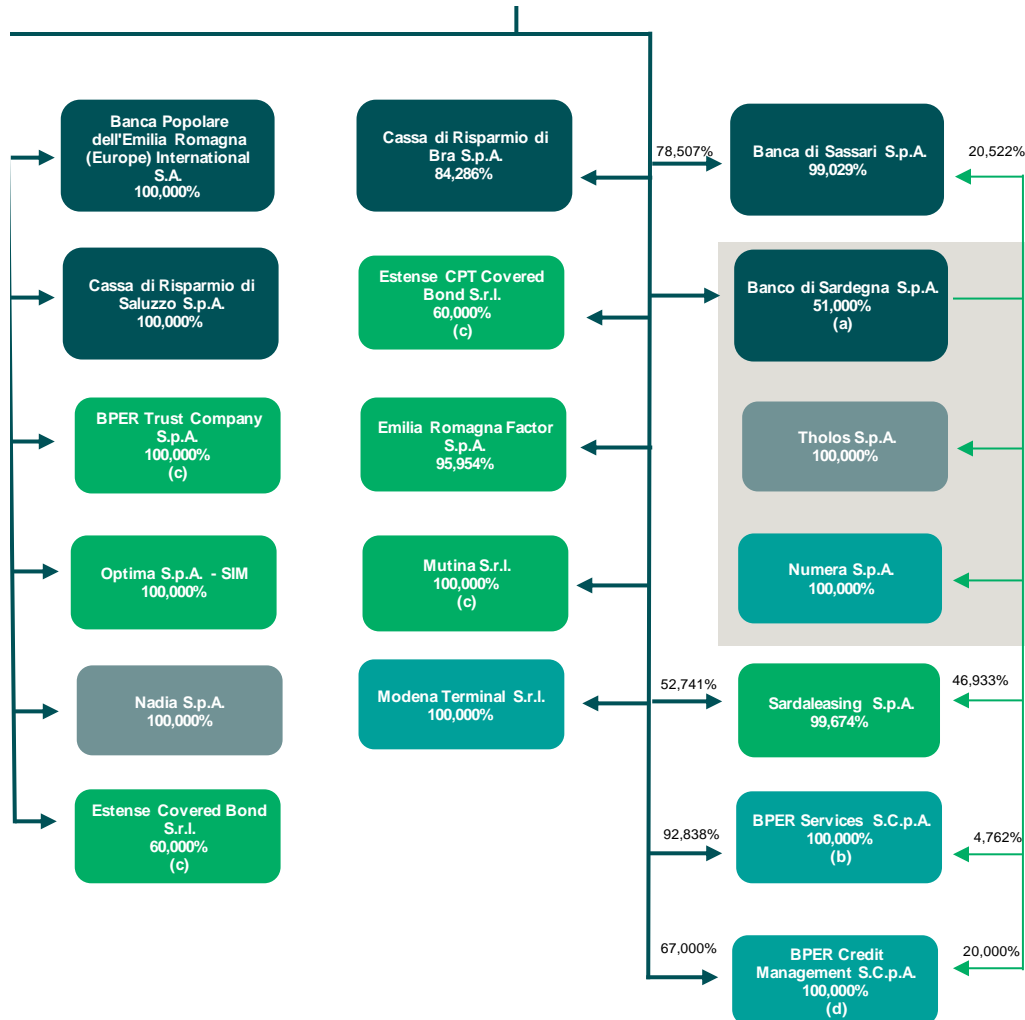 Banca Popolare
dell'Emilia Romagna
(Europe) International
S.A.
100,000%
Cassa di Risparmio di
Saluzzo S.p.A.
100,000%
BPER Trust Company
S.p.A.
100,000%
(c)
Optima S.p.A. - SIM
100,000%
Nadia S.p.A.
100,000%
Estense Covered Bond
S.r.l.
60,000%
(c)
Cassa di Risparmio di
Bra S.p.A.
84,286%
Estense CPT Covered
Bond S.r.l.
60,000%
(c)
Emilia Romagna Factor
S.p.A.
95,954%
Mutina S.r.l.
100,000%
(c)
Modena Terminal S.r.l.
100,000%
78,507%
Banca di Sassari S.p.A.
99,029%
20,522%
Banco di Sardegna S.p.A.
51,000%
(a)
Tholos S.p.A.
100,000%
Numera S.p.A.
100,000%
52,741%
Sardaleasing S.p.A.
99,674%
46,933%
92,838%
BPER Services S.C.p.A.
100,000%
(b)
4,762%
67,000%
BPER Credit
Management S.C.p.A.
100,000%
(d)
20,000%